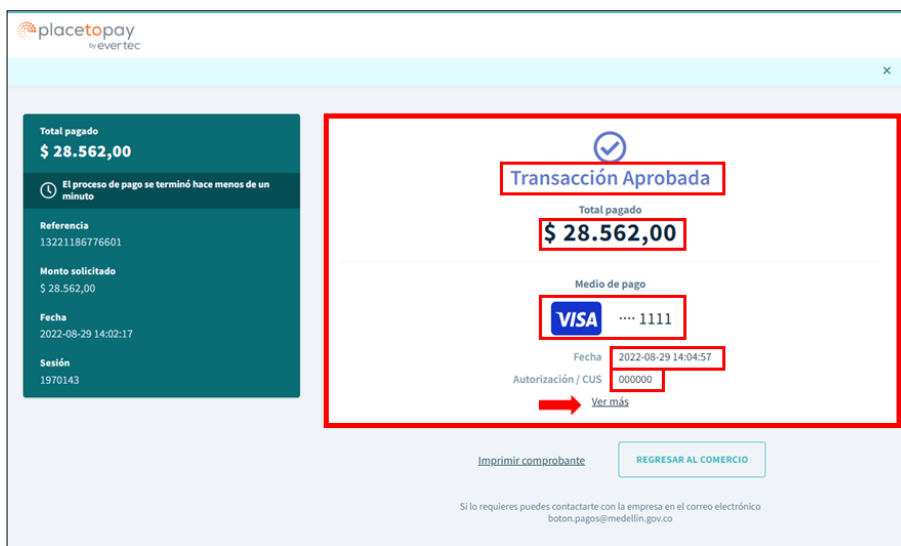 placetopay
by evertec
×
Total pagado
$ 28.562,00
El proceso de pago se terminó hace menos de un
minuto
Referencia
13221186776601
Monto solicitado
$ 28.562,00
Fecha
2022-08-29 14:02:17
Sesión
1970143
Transacción Aprobada
Total pagado
$ 28.562,00
Medio de pago
VISA ···· 1111
Fecha 2022-08-29 14:04:57
Autorización / CUS 000000
Ver más
Imprimir comprobante REGRESAR AL COMERCIO
Si lo requieres puedes contactarte con la empresa en el correo electrónico
boton.pagos@medellin.gov.co